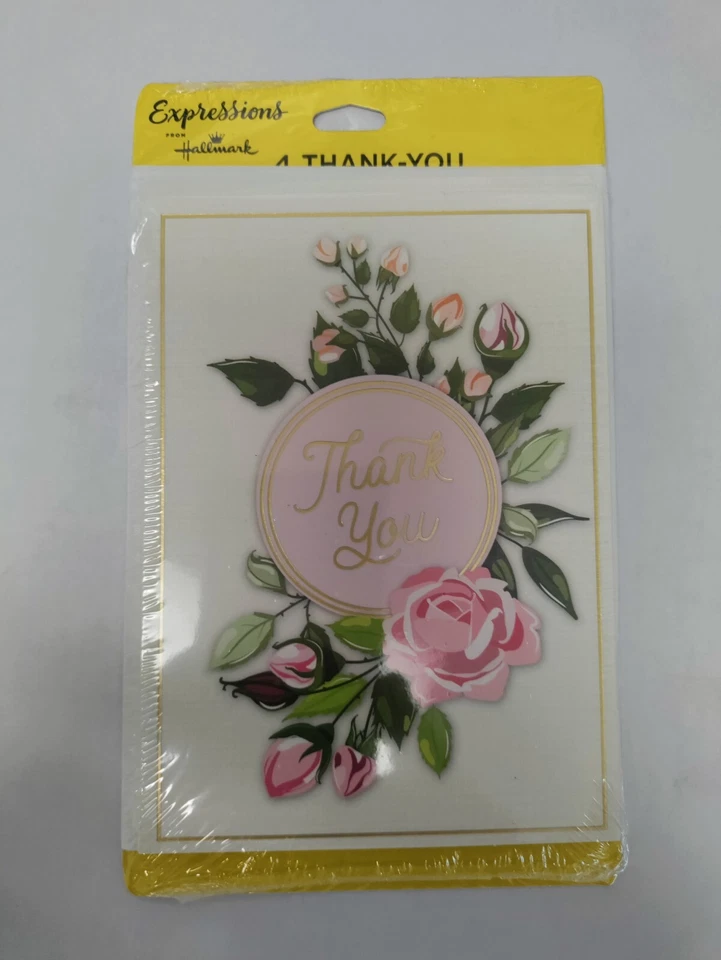 Expressions
FROM
Hallmark
4 THANK-YOU
Thank
You